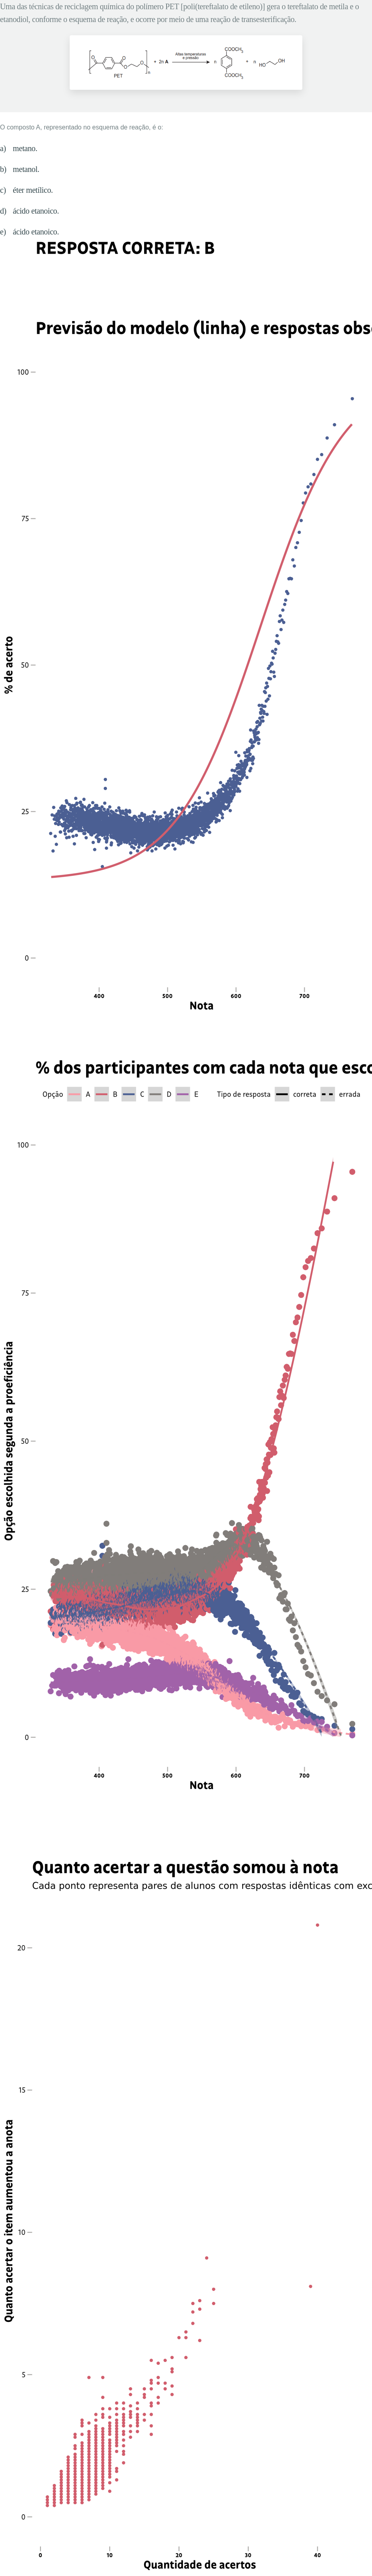 Uma das técnicas de reciclagem química do polímero PET [poli(tereftalato de etileno)] gera o tereftalato de metila e o
etanodiol, conforme o esquema de reação, e ocorre por meio de uma reação de transesterificação.
O O O O n PET + 2n A Altas temperaturas e pressão n COOCH3 COOCH3 + n HO OH
O composto A, representado no esquema de reação, é o:
a) metano.
b) metanol.
c) éter metílico.
d) ácido etanoico.
e) ácido etanoico.
RESPOSTA CORRETA: B
Previsão do modelo (linha) e respostas obs
100
75
50
25
0
% de acerto
400 500 600 700
Nota
% dos participantes com cada nota que esco
Opção A B C D E Tipo de resposta correta errada
100
75
50
25
0
Opção escolhida segunda a proeficiência
400 500 600 700
Nota
Quanto acertar a questão somou à nota
Cada ponto representa pares de alunos com respostas idênticas com exc
20
15
10
5
0
Quanto acertar o item aumentou a anota
0 10 20 30 40
Quantidade de acertos